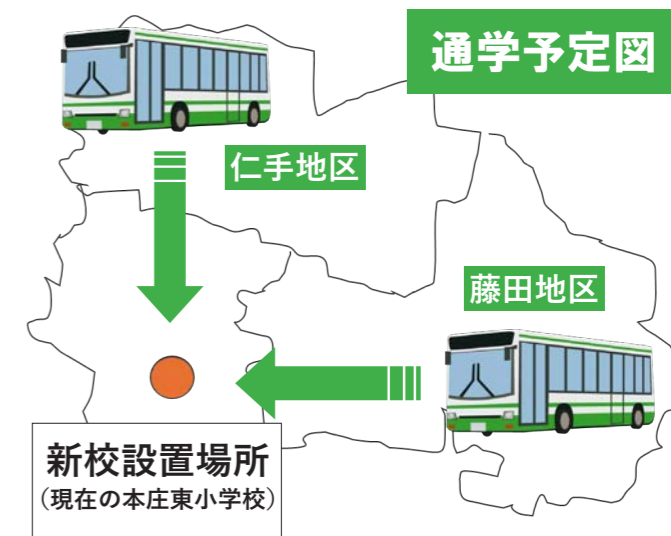 通学予定図
仁手地区
藤田地区
新校設置場所
(現在の本庄東小学校)